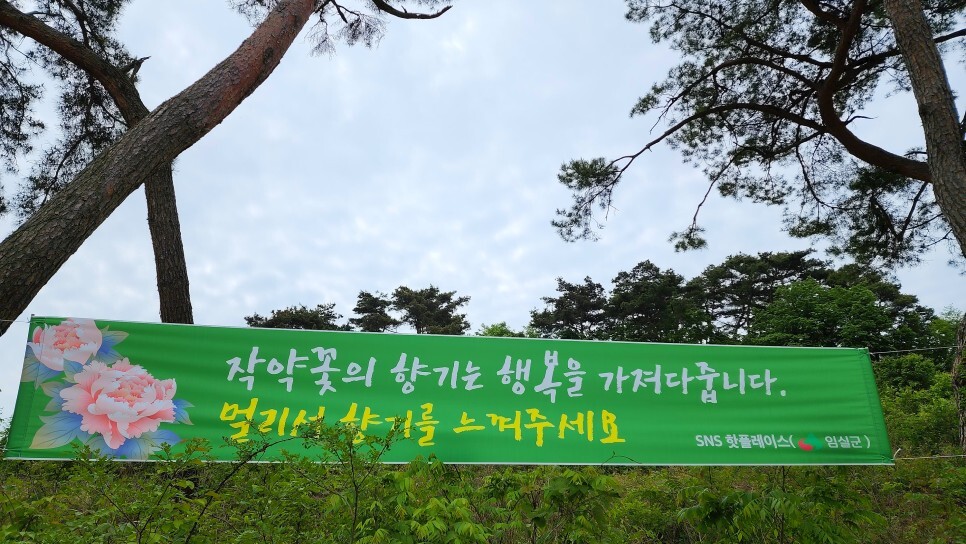 작약꽃의 향기는 행복을 가져다줍니다.
멀리서 향기를 느껴주세요
SNS 핫플레이스( 임실군 )